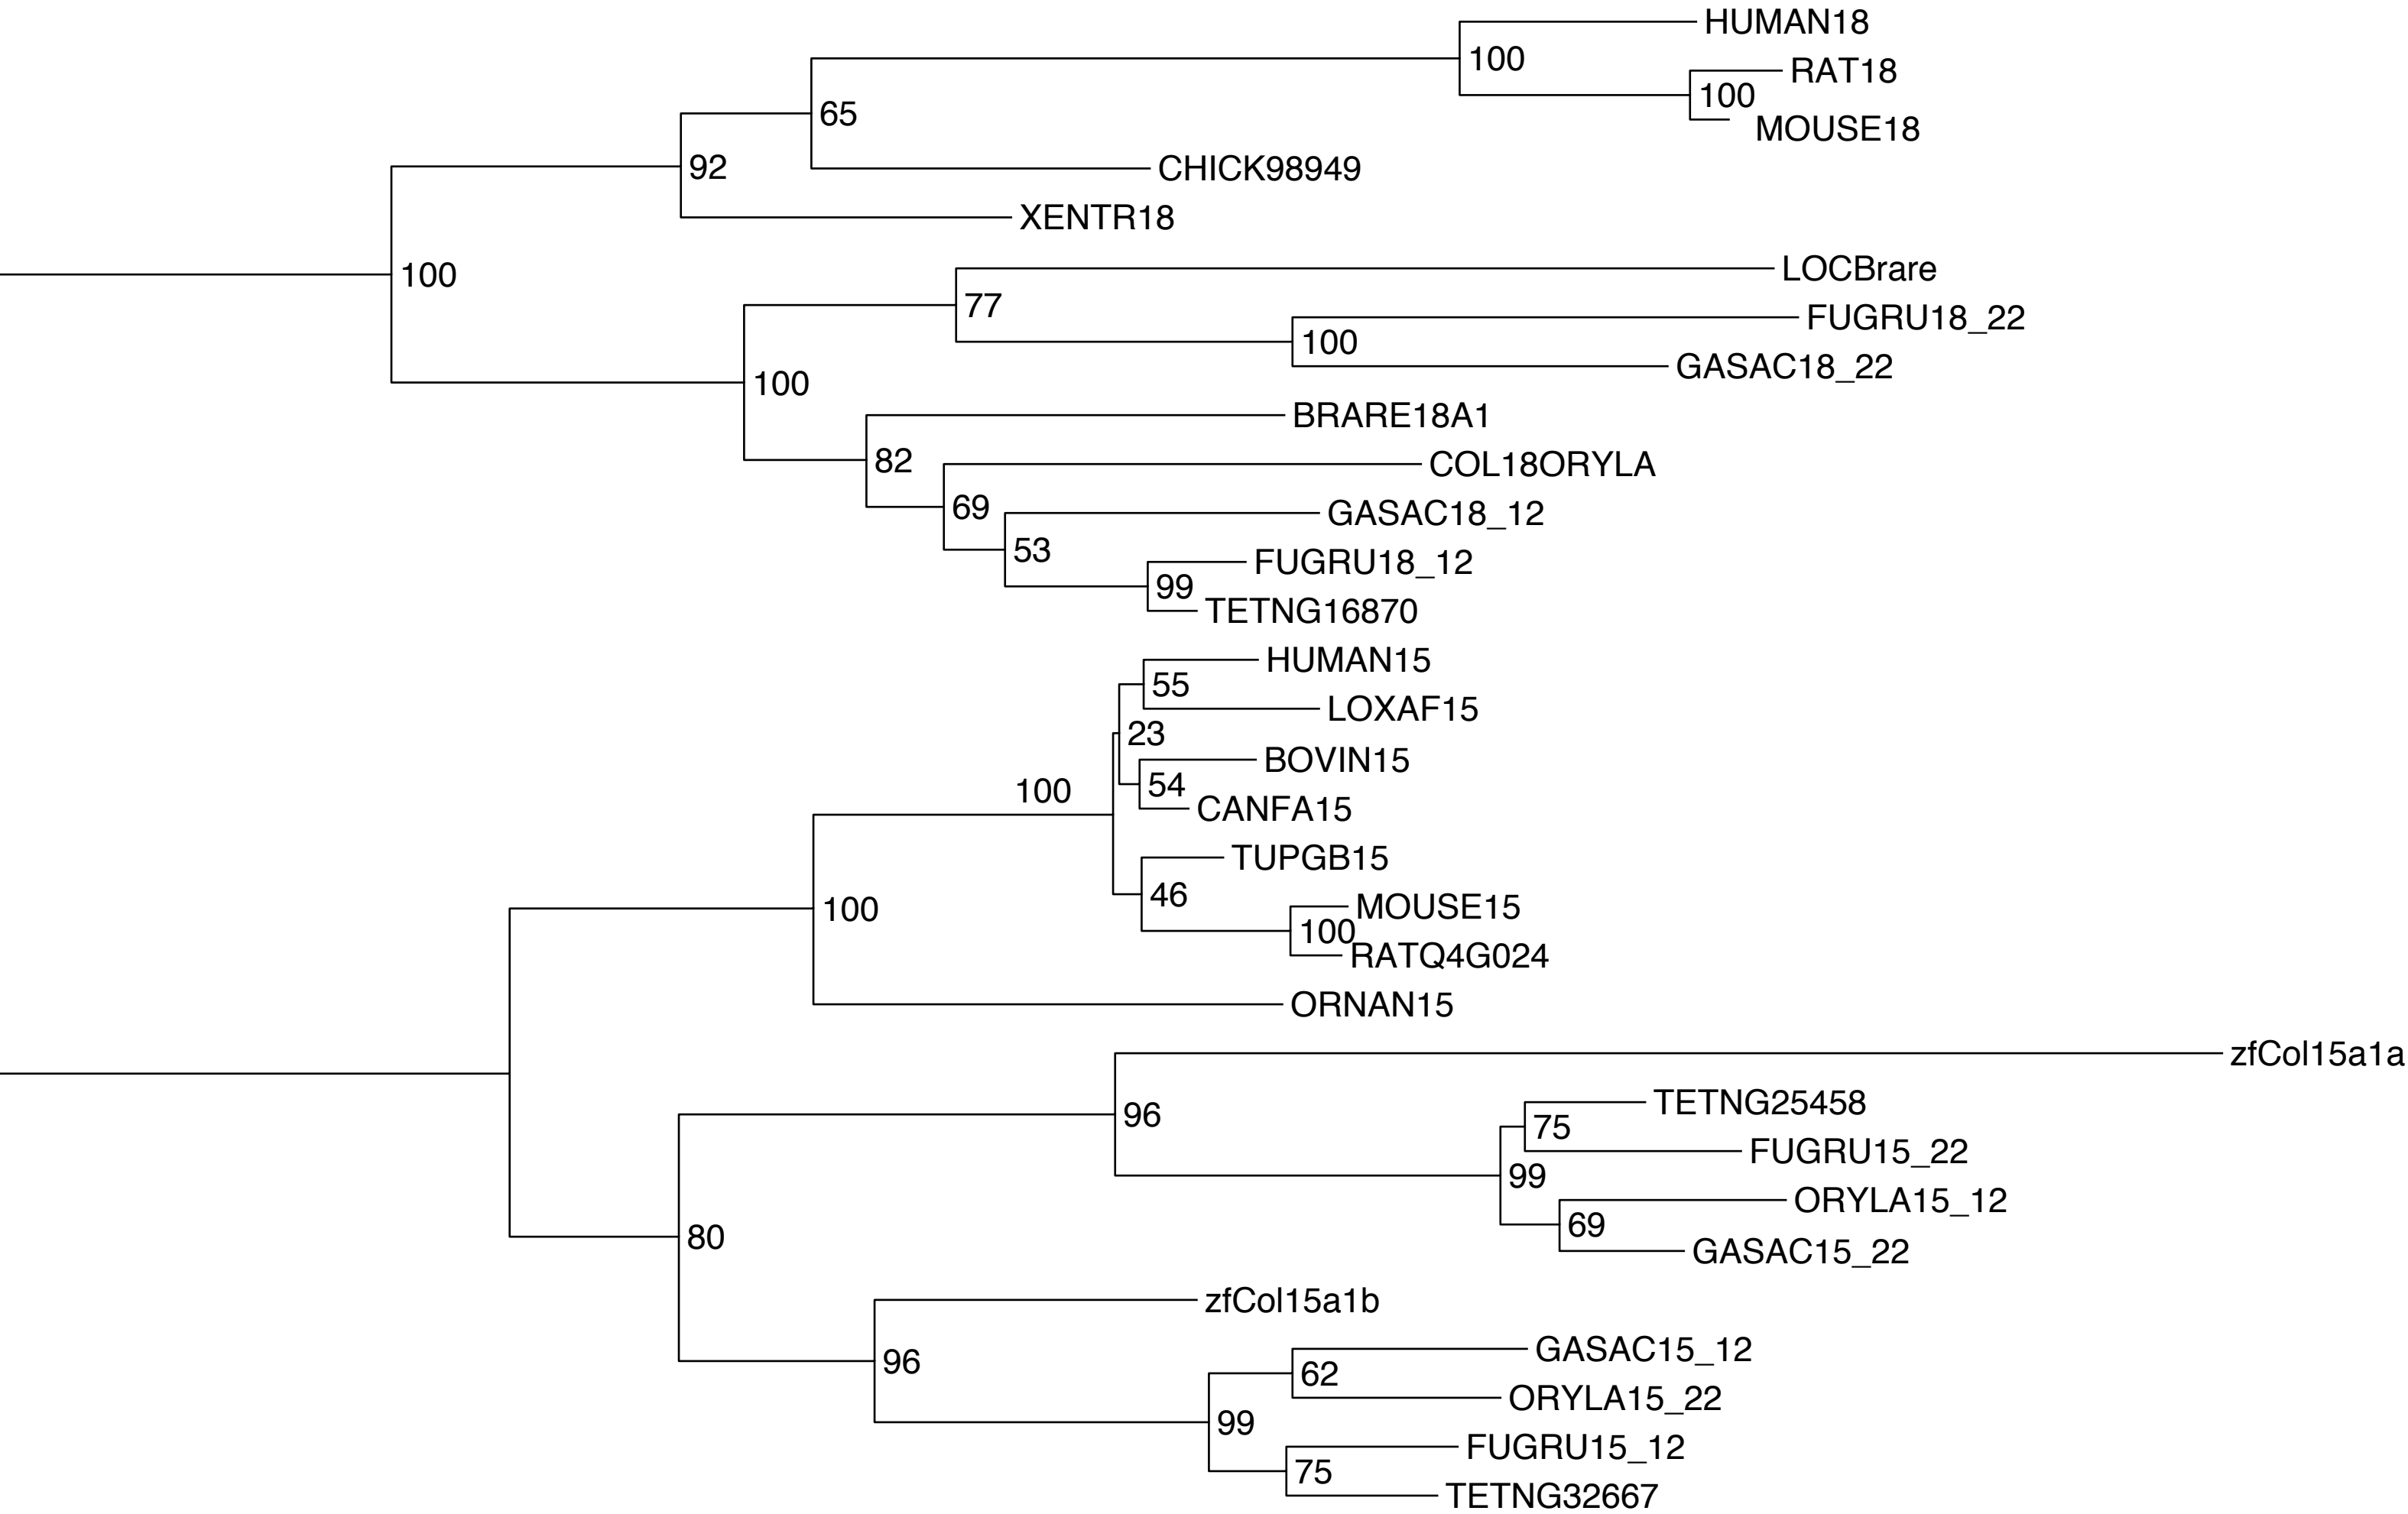 HUMAN18
100
RAT18
100
MOUSE18
65
CHICK98949
92
XENTR18
100
LOCBrare
77
FUGRU18_22
100
GASAC18_22
100
BRARE18A1
82
COL18ORYLA
69
GASAC18_12
53
FUGRU18_12
99
TETNG16870
HUMAN15
55
LOXAF15
23
BOVIN15
54
CANFA15
100
TUPGB15
46
MOUSE15
100
RATQ4G024
100
ORNAN15
zfCol15a1a
96
TETNG25458
75
FUGRU15_22
99
ORYLA15_12
69
GASAC15_22
80
zfCol15a1b
96
GASAC15_12
62
ORYLA15_22
99
FUGRU15_12
75
TETNG32667